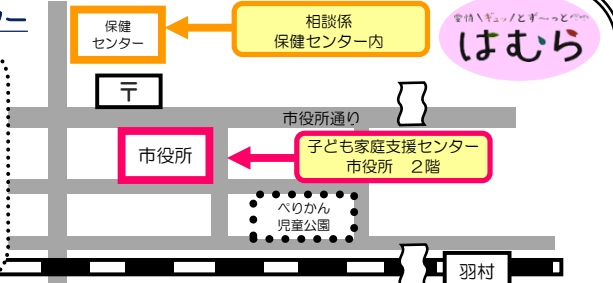 ター
保健
センター
相談係
保健センター内
愛情\ギュッ/とずーっと
はむら
〒
市役所通り
市役所
子ども家庭支援センター
市役所 2階
ぺりかん
児童公園
羽村